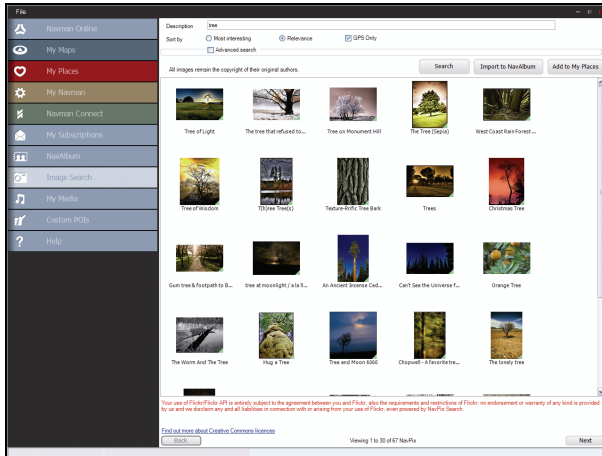 File
Navman Online
My Maps
My Places
My Navman
Navman Connect
My Subscriptions
NavAlbum
Image Search
My Media
Custom POIs
Help
Description tree
Sort by Most interesting Relevance GPS Only
Advanced search
All images remain the copyright of their original authors. Search Import to NavAlbum Add to My Places
Tree of Light The tree that refused to... Tree on Monument Hill The Tree (Sepia) West Coast Rain Forest ...
Tree of Wisdom T(h)ree Tree(s) Texture-Rrific Tree Bark Trees Christmas Tree
Gum tree & footpath to B... tree at moonlight / a la ll... An Ancient Incense Ced... Can't See the Universe f... Orange Tree
The Worm And The Tree Hug a Tree Tree and Moon 6060 Chopwell - A favorite tre... The lonely tree
Your use of Flickr/Flickr API is entirely subject to the agreement between you and Flickr, also the requirements and restrictions of Flickr; no endorsement or warranty of any kind is provided
by us and we disclaim any and all liabilities in connection with or arising from your use of Flickr, even powered by NavPix Search.
Find out more about Creative Commons licences
Back Viewing 1 to 30 of 67 NavPix Next